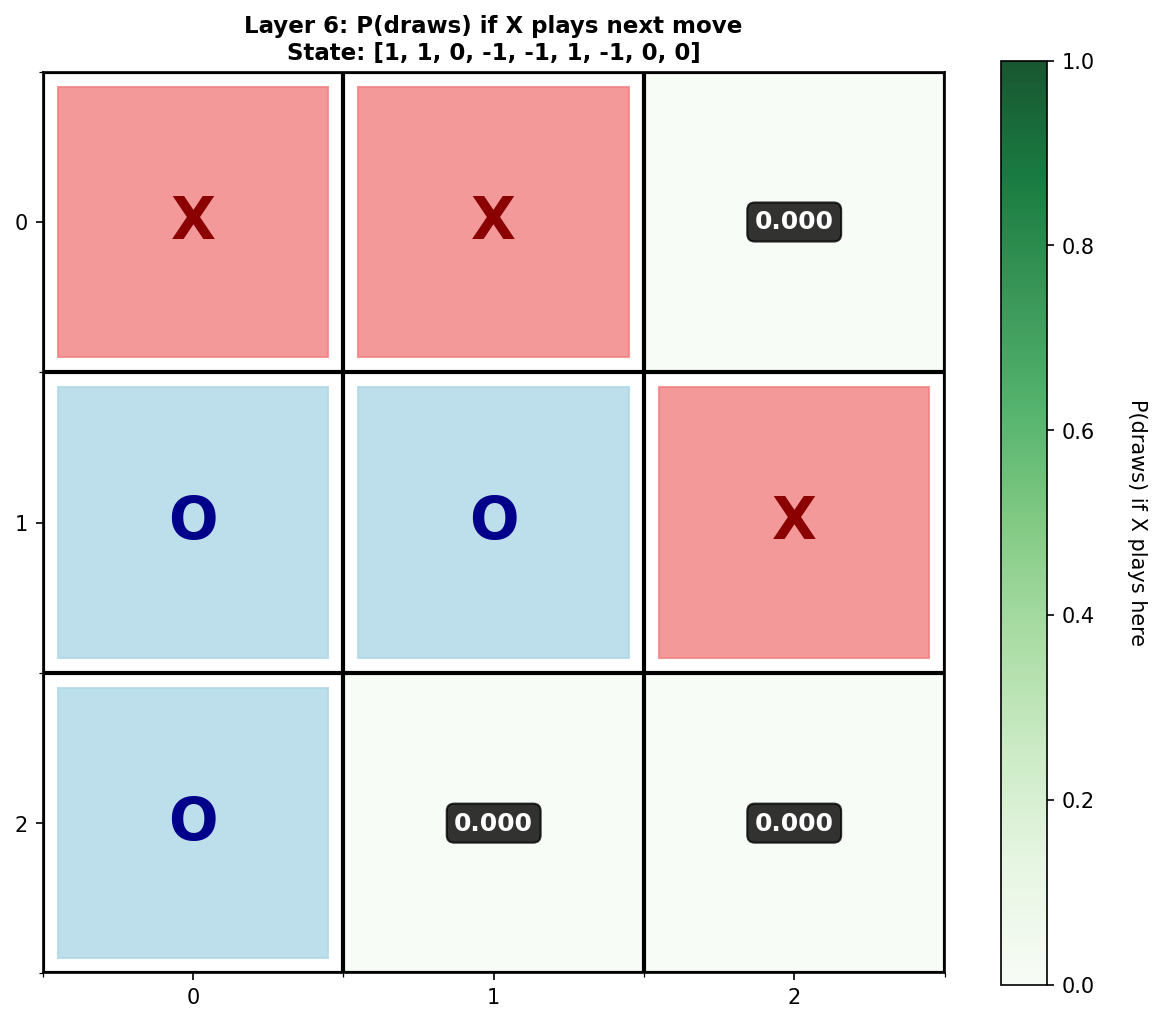 Layer 6: P(draws) if X plays next move
State: [1, 1, 0, -1, -1, 1, -1, 0, 0]
0
X
X
0.000
1
O
O
X
2
O
0.000
0.000
0
1
2
1.0
0.8
0.6
0.4
0.2
0.0
P(draws) if X plays here